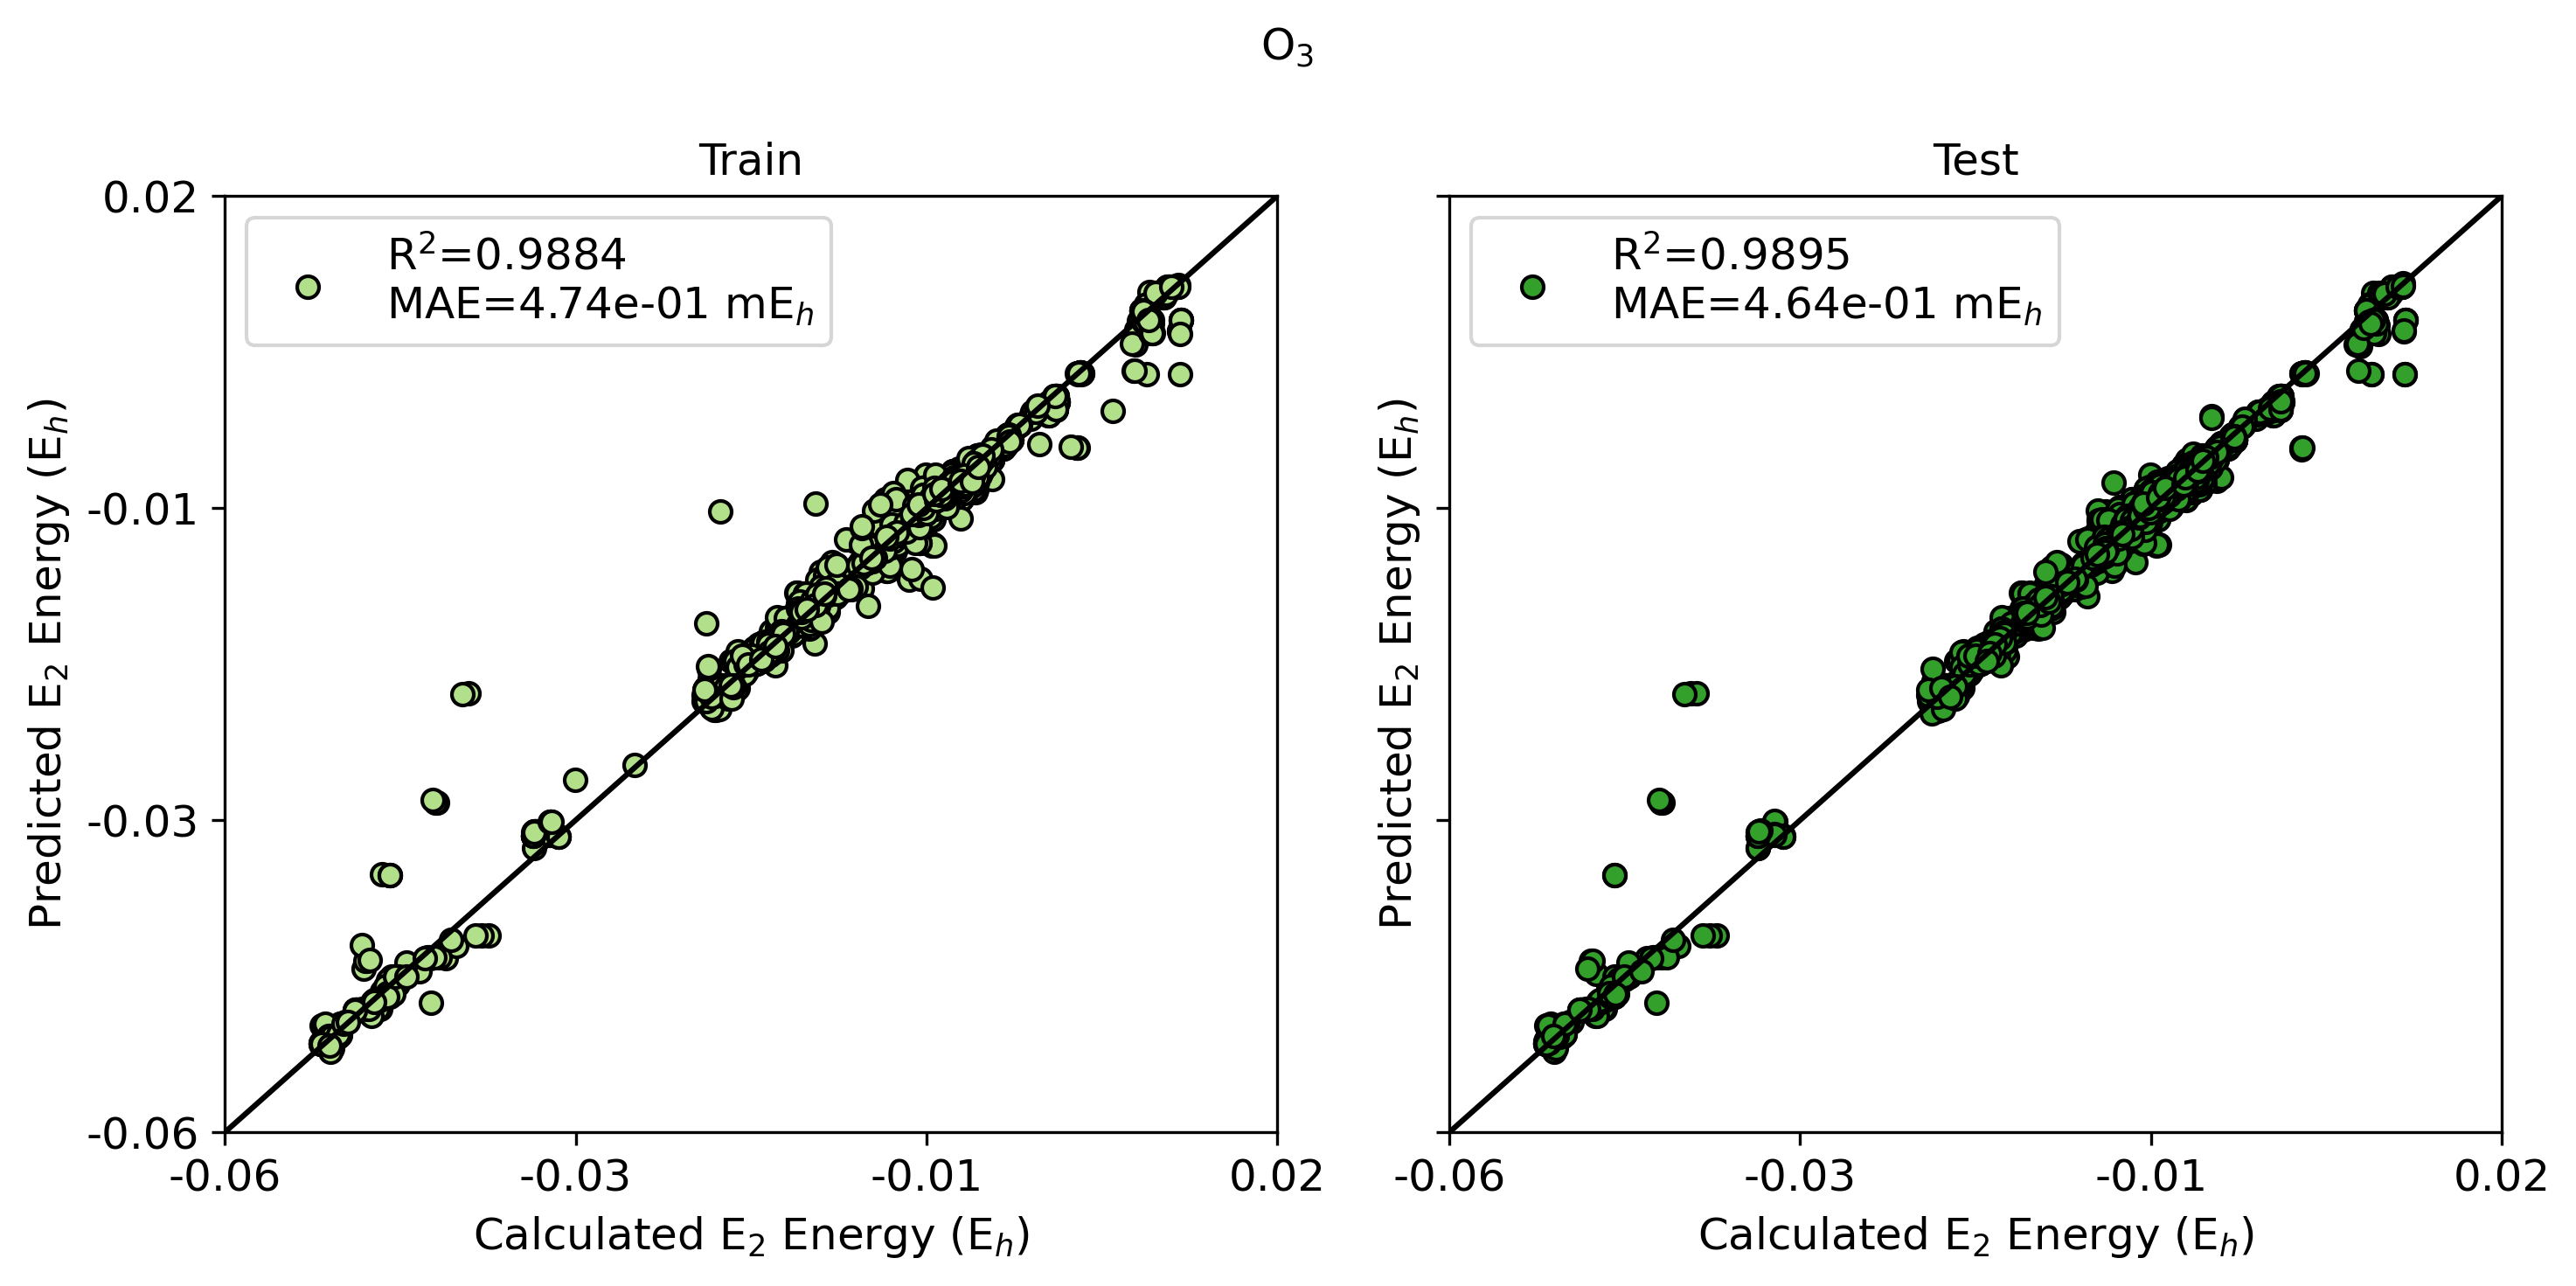 O₃
Train
Test
R²=0.9884
MAE=4.74e-01 mEₕ
R²=0.9895
MAE=4.64e-01 mEₕ
Predicted E₂ Energy (Eₕ)
0.02
-0.01
-0.03
-0.06
Predicted E₂ Energy (Eₕ)
-0.06 -0.03 -0.01 0.02
-0.06 -0.03 -0.01 0.02
Calculated E₂ Energy (Eₕ)
Calculated E₂ Energy (Eₕ)